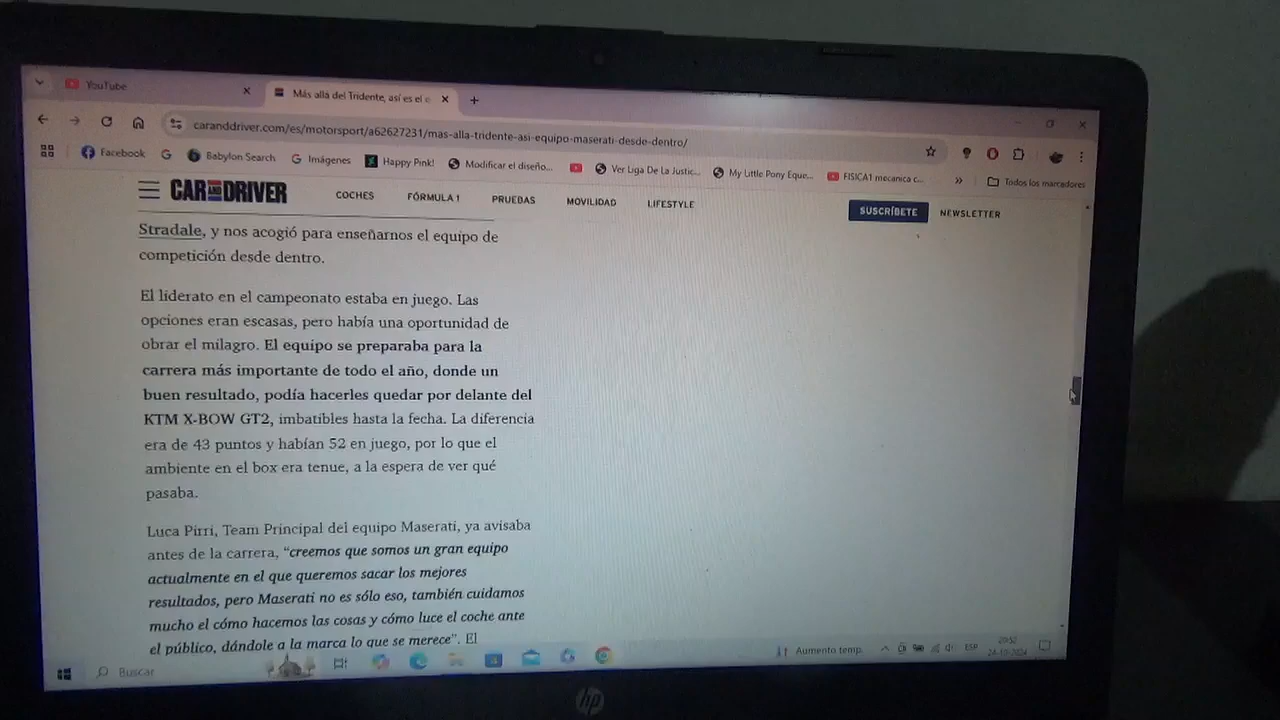 YouTube
Más allá del Tridente, así es el e
caranddriver.com/es/motorsport/a62627231/mas-alla-tridente-asi-equipo-maserati-desde-dentro/
Facebook G Babylon Search Imágenes Happy Pink! Modificar el diseño... Ver Liga De La Justic... My Little Pony Eque... FISICA1 mecanica c... » Todos los marcadores
CAR AND DRIVER COCHES FÓRMULA 1 PRUEBAS MOVILIDAD LIFESTYLE SUSCRÍBETE NEWSLETTER
Stradale, y nos acogió para enseñarnos el equipo de
competición desde dentro.
El liderato en el campeonato estaba en juego. Las
opciones eran escasas, pero había una oportunidad de
obrar el milagro. El equipo se preparaba para la
carrera más importante de todo el año, donde un
buen resultado, podía hacerles quedar por delante del
KTM X-BOW GT2, imbatibles hasta la fecha. La diferencia
era de 43 puntos y habían 52 en juego, por lo que el
ambiente en el box era tenue, a la espera de ver qué
pasaba.
Luca Pirri, Team Principal del equipo Maserati, ya avisaba
antes de la carrera, “creemos que somos un gran equipo
actualmente en el que queremos sacar los mejores
resultados, pero Maserati no es sólo eso, también cuidamos
mucho el cómo hacemos las cosas y cómo luce el coche ante
el público, dándole a la marca lo que se merece”. El
Buscar Aumento temp. ESP 20:52
24-10-2024
hp